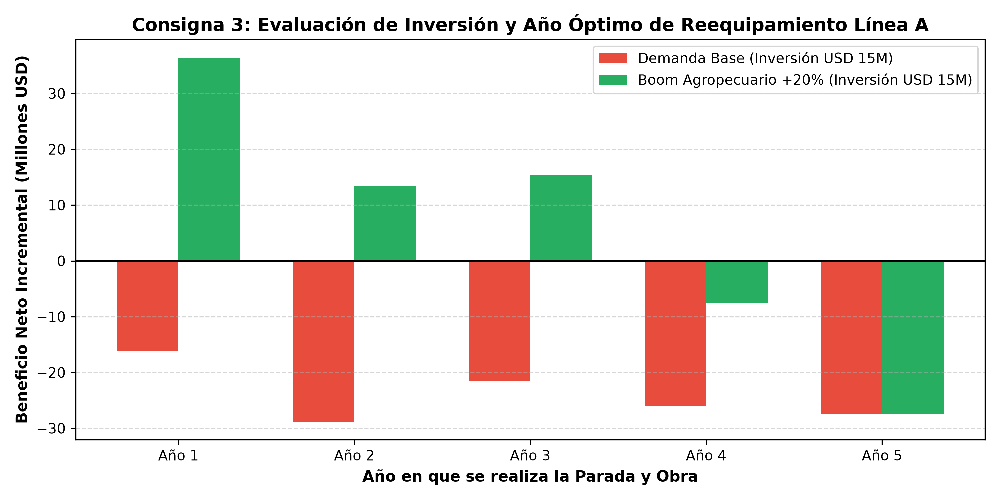 Consigna 3: Evaluación de Inversión y Año Óptimo de Reequipamiento Línea A
Demanda Base (Inversión USD 15M)
Boom Agropecuario +20% (Inversión USD 15M)
Beneficio Neto Incremental (Millones USD)
30
20
10
0
−10
−20
−30
Año 1
Año 2
Año 3
Año 4
Año 5
Año en que se realiza la Parada y Obra